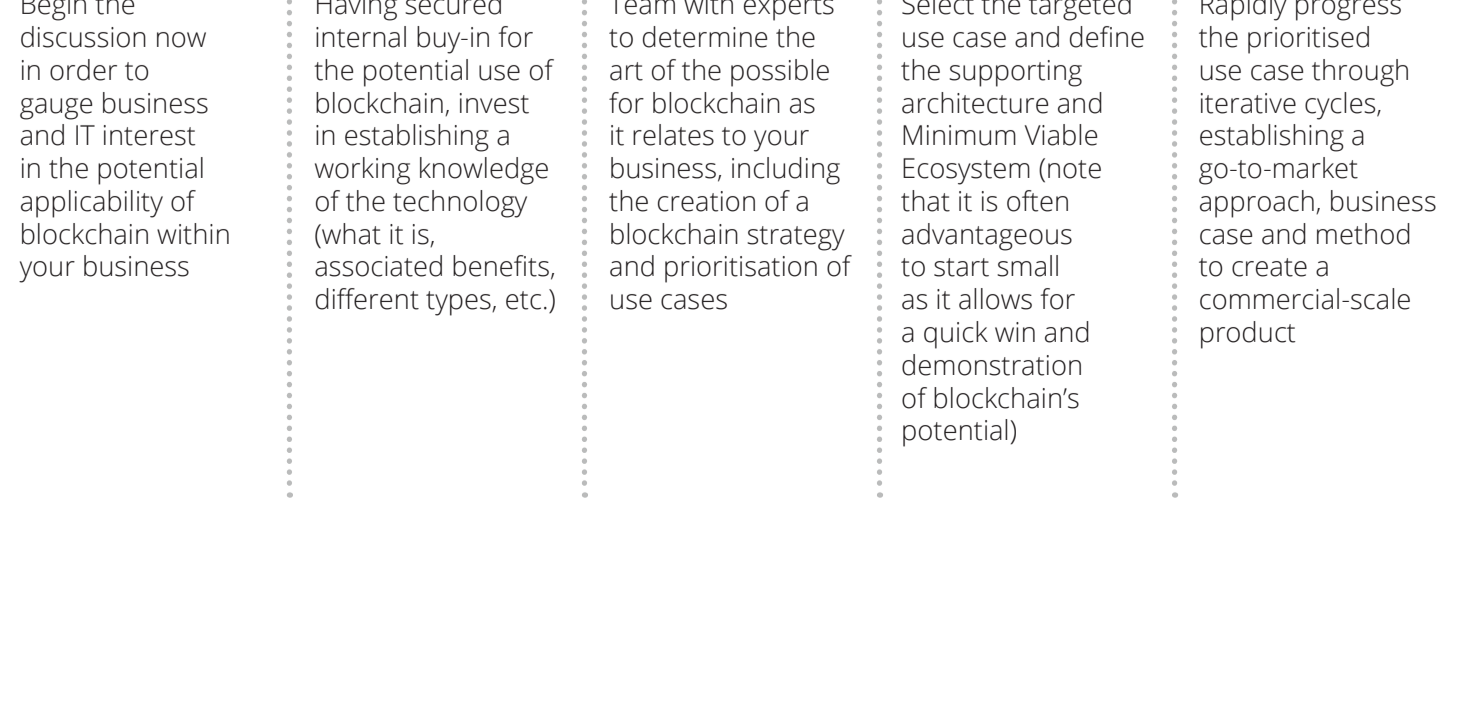 Begin the
discussion now
in order to
gauge business
and IT interest
in the potential
applicability of
blockchain within
your business
Having secured
internal buy-in for
the potential use of
blockchain, invest
in establishing a
working knowledge
of the technology
(what it is,
associated benefits,
different types, etc.)
Team with experts
to determine the
art of the possible
for blockchain as
it relates to your
business, including
the creation of a
blockchain strategy
and prioritisation of
use cases
Select the targeted
use case and define
the supporting
architecture and
Minimum Viable
Ecosystem (note
that it is often
advantageous
to start small
as it allows for
a quick win and
demonstration
of blockchain’s
potential)
Rapidly progress
the prioritised
use case through
iterative cycles,
establishing a
go-to-market
approach, business
case and method
to create a
commercial-scale
product